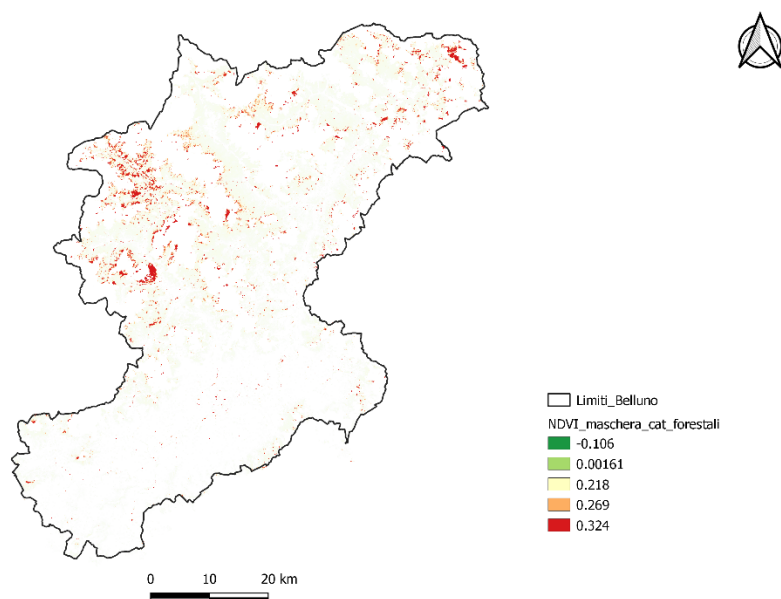 Limiti_Belluno
NDVI_maschera_cat_forestali
-0.106
0.00161
0.218
0.269
0.324
0 10 20 km